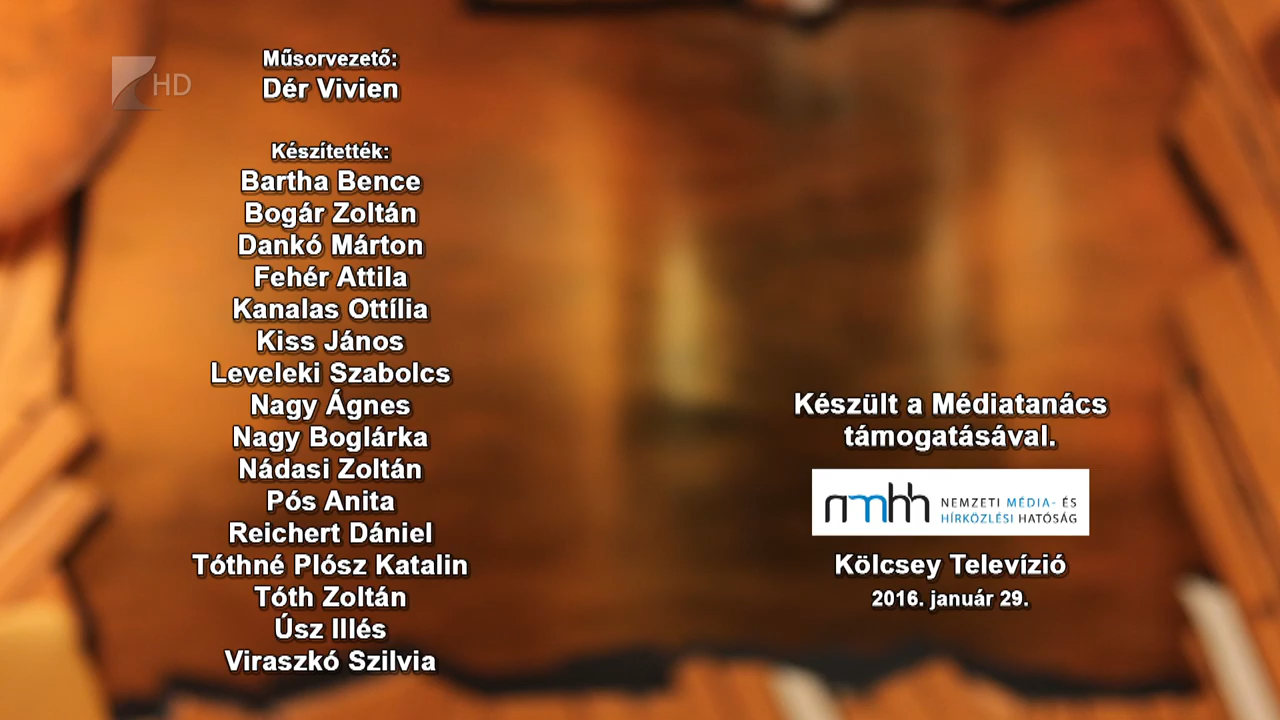 HD
Műsorvezető:
Dér Vivien
Készítették:
Bartha Bence
Bogár Zoltán
Dankó Márton
Fehér Attila
Kanalas Ottília
Kiss János
Leveleki Szabolcs
Nagy Ágnes
Nagy Boglárka
Nádasi Zoltán
Pós Anita
Reichert Dániel
Tóthné Plósz Katalin
Tóth Zoltán
Úsz Illés
Viraszkó Szilvia
Készült a Médiatanács
támogatásával.
nmhh
NEMZETI MÉDIA- ÉS
HÍRKÖZLÉSI HATÓSÁG
Kölcsey Televízió
2016. január 29.